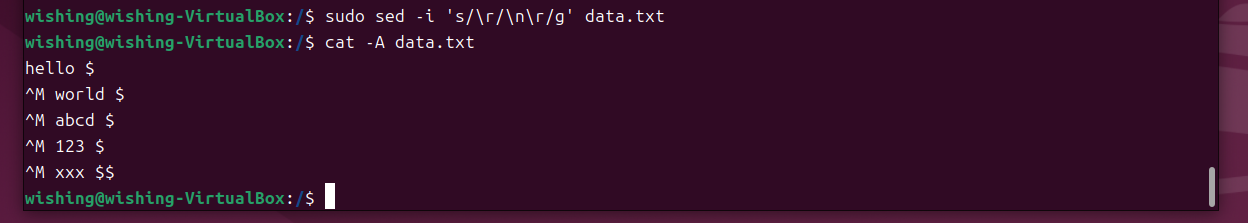 wishing@wishing-VirtualBox:/$ sudo sed -i 's/\r/\n\r/g' data.txt
wishing@wishing-VirtualBox:/$ cat -A data.txt
hello $
^M world $
^M abcd $
^M 123 $
^M xxx $$
wishing@wishing-VirtualBox:/$